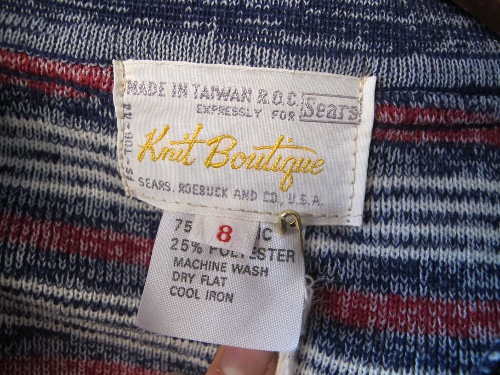 MADE IN TAIWAN R.O.C.
EXPRESSLY FOR Sears
Knit Boutique
SEARS, ROEBUCK AND CO., U.S.A.
8
75
25% POLYESTER
MACHINE WASH
DRY FLAT
COOL IRON